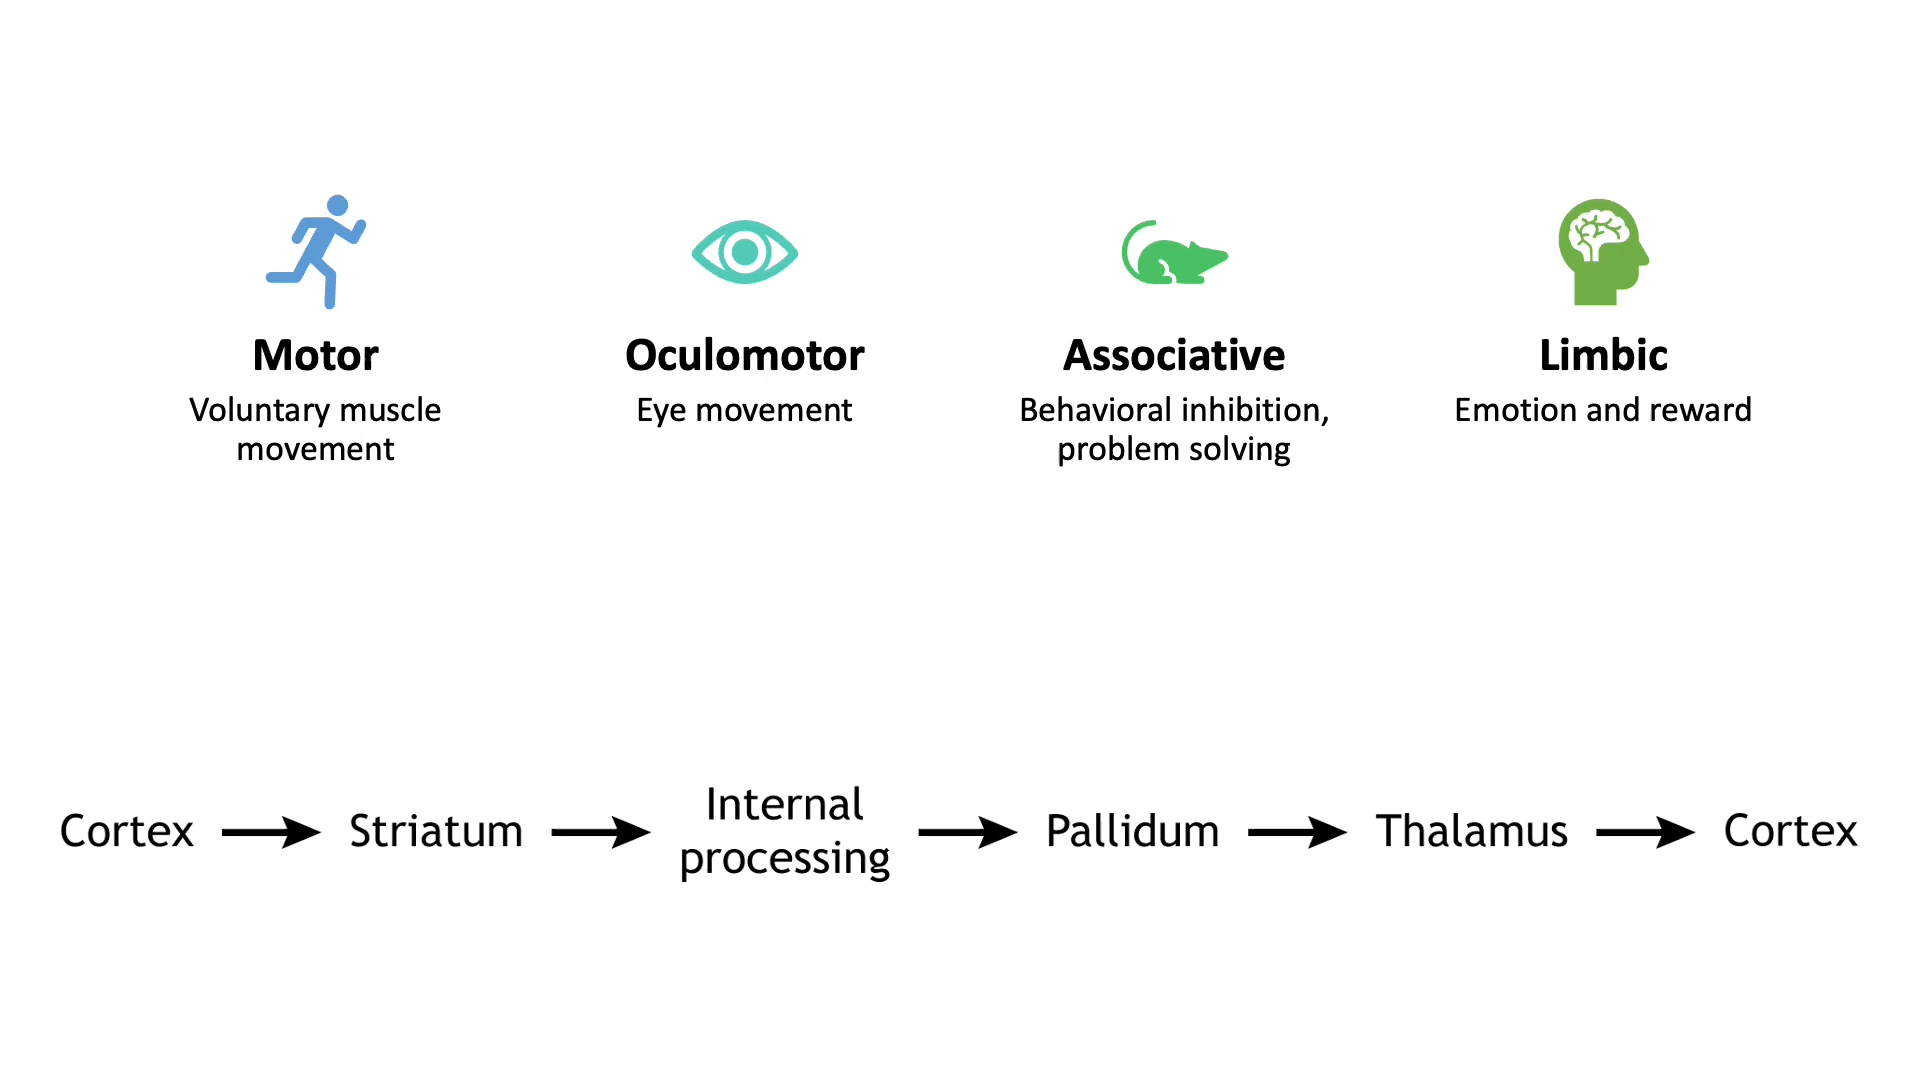 Motor
Voluntary muscle
movement
Oculomotor
Eye movement
Associative
Behavioral inhibition,
problem solving
Limbic
Emotion and reward
Cortex
Striatum
Internal
processing
Pallidum
Thalamus
Cortex